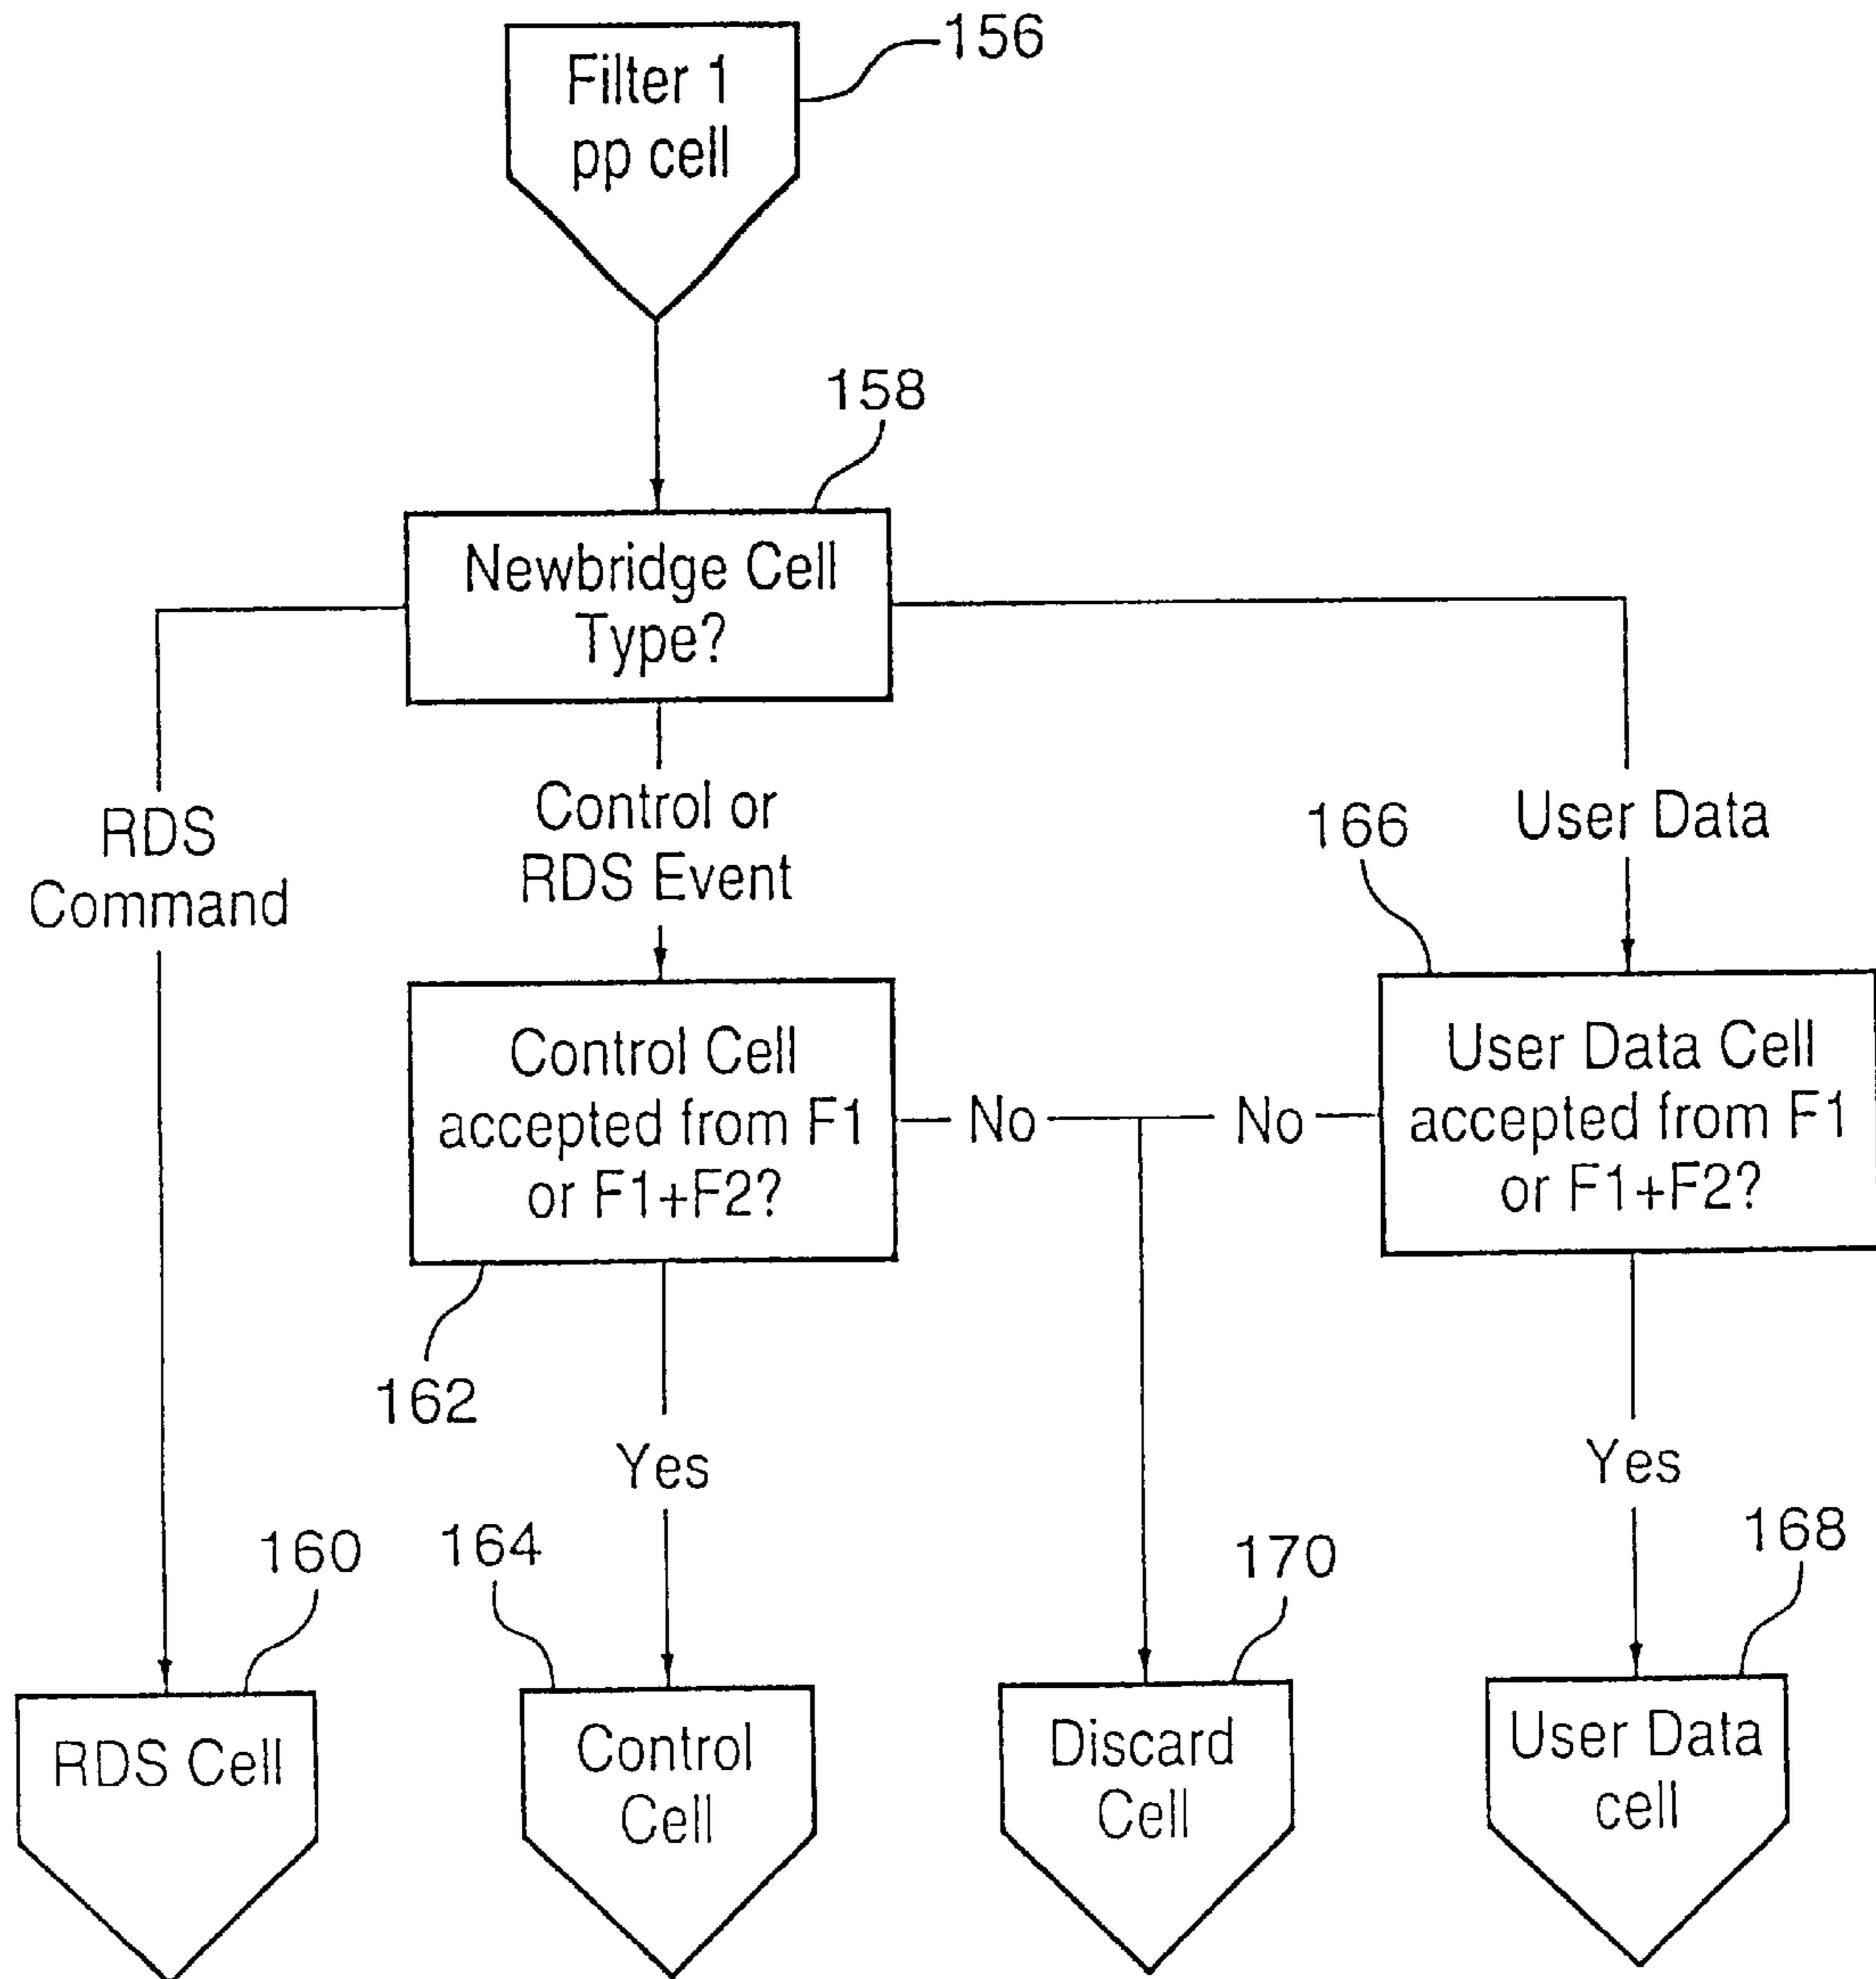 156
Filter 1
pp cell
158
Newbridge Cell
Type?
RDS
Command
Control or
RDS Event
166
User Data
Control Cell
accepted from F1
or F1+F2?
No
No
User Data Cell
accepted from F1
or F1+F2?
162
Yes
Yes
160
164
170
168
RDS Cell
Control
Cell
Discard
Cell
User Data
cell